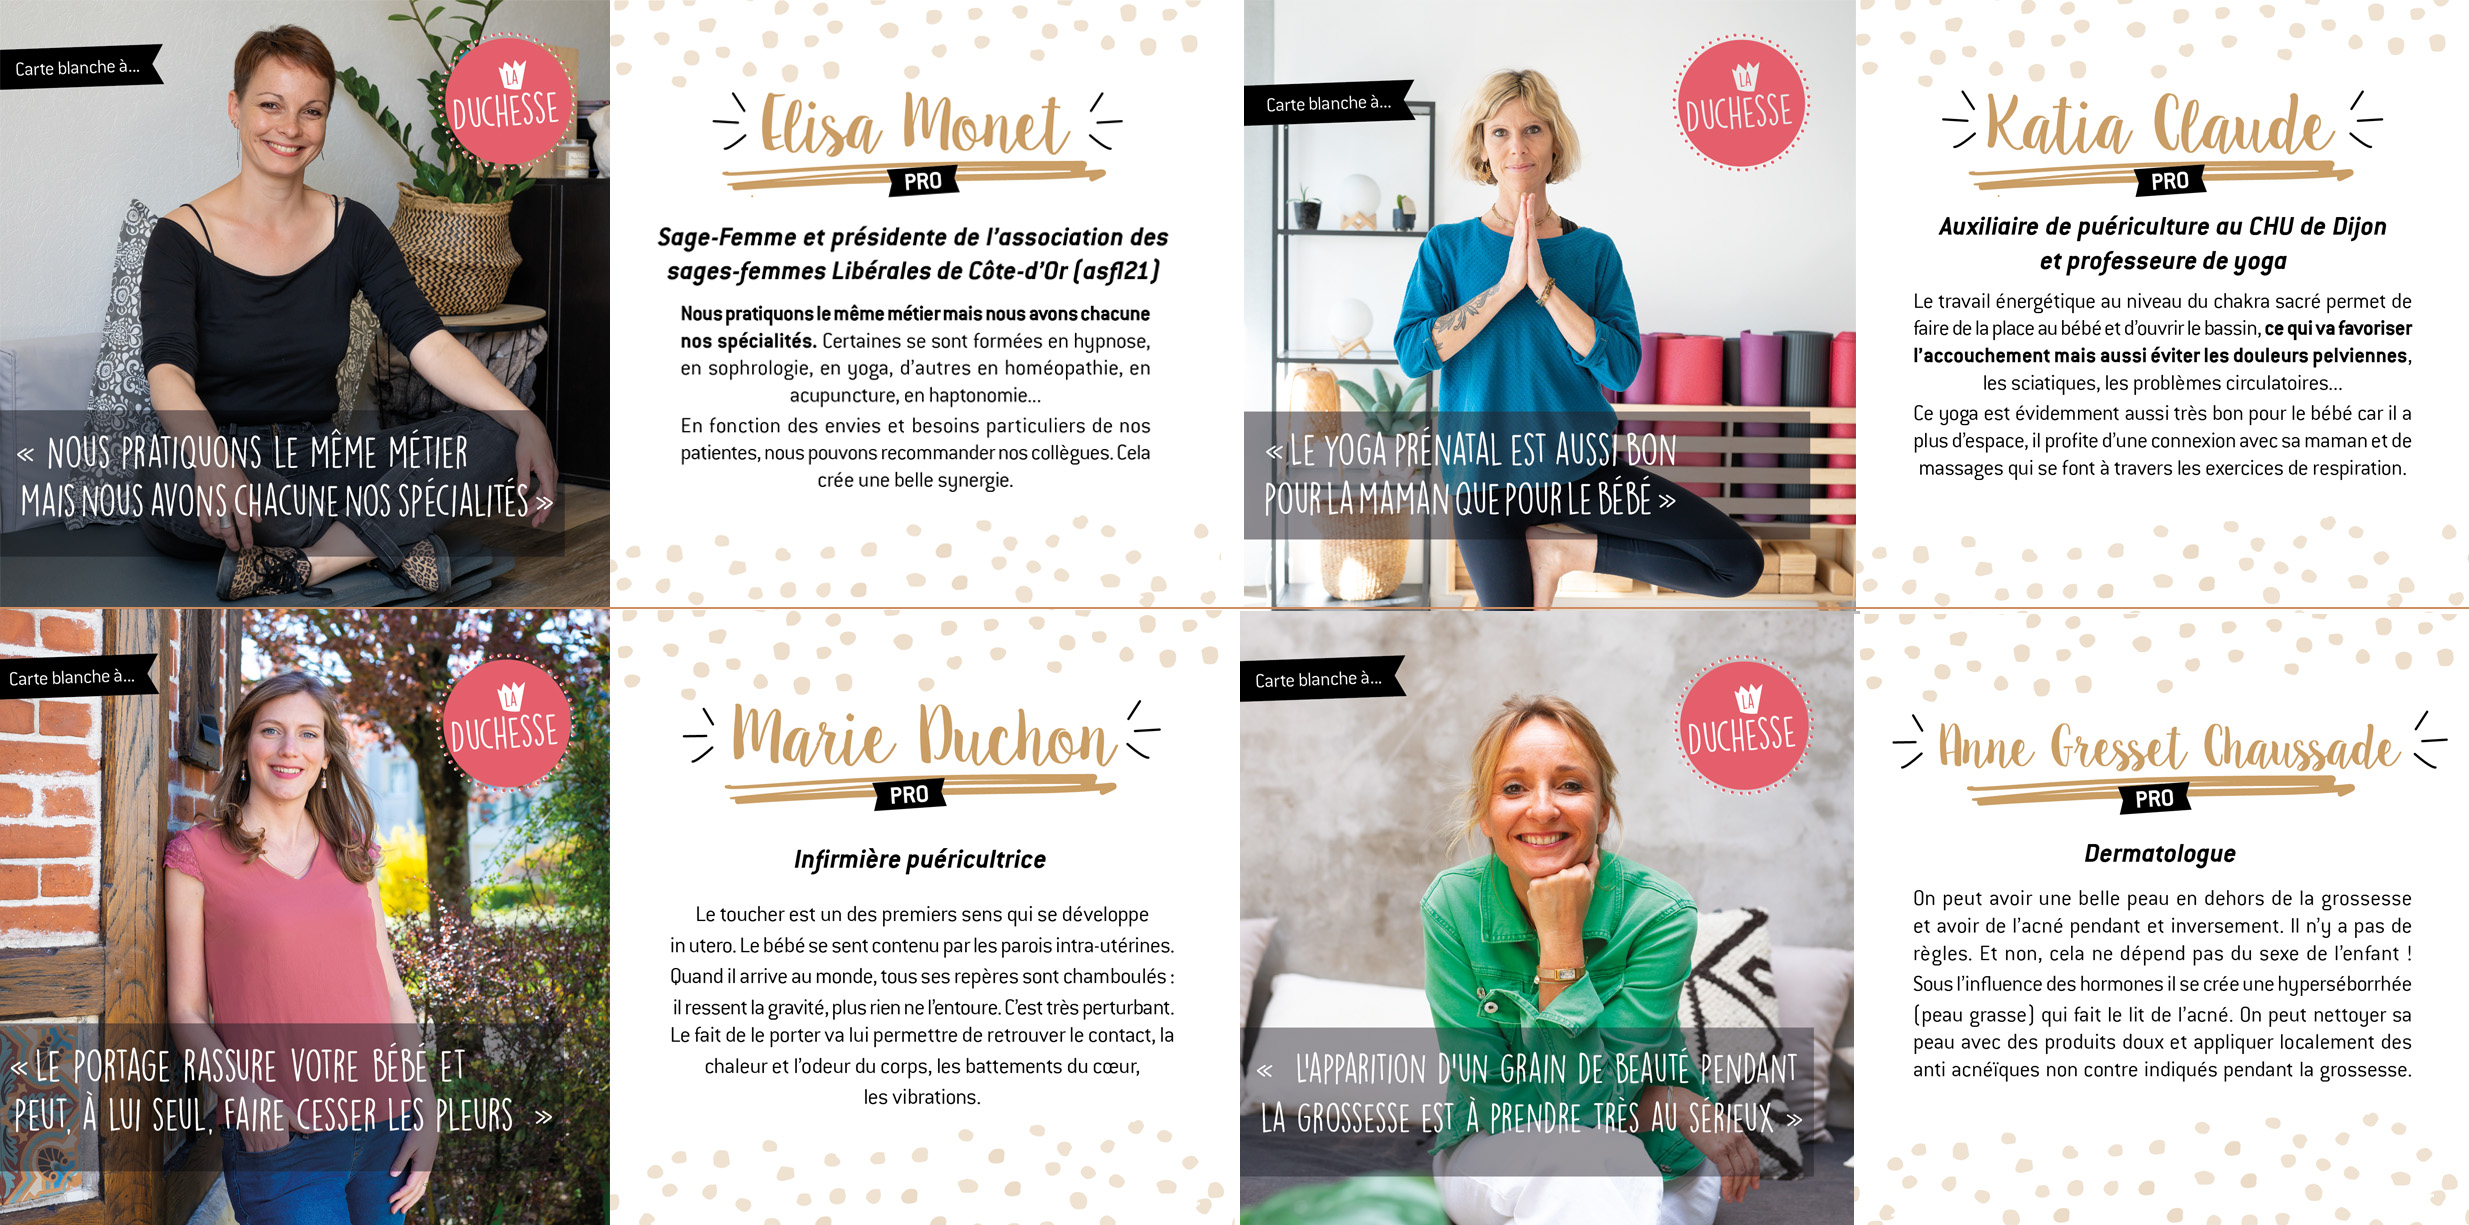 Carte blanche à...
LA
DUCHESSE
« NOUS PRATIQUONS LE MÊME MÉTIER
MAIS NOUS AVONS CHACUNE NOS SPÉCIALITÉS »
Elisa Monet
PRO
Sage-Femme et présidente de l'association des
sages-femmes Libérales de Côte-d'Or (asfl21)
Nous pratiquons le même métier mais nous avons chacune
nos spécialités. Certaines se sont formées en hypnose,
en sophrologie, en yoga, d'autres en homéopathie, en
acupuncture, en haptonomie...
En fonction des envies et besoins particuliers de nos
patientes, nous pouvons recommander nos collègues. Cela
crée une belle synergie.
Carte blanche à...
LA
DUCHESSE
« LE YOGA PRÉNATAL EST AUSSI BON
POUR LA MAMAN QUE POUR LE BÉBÉ »
Katia Claude
PRO
Auxiliaire de puériculture au CHU de Dijon
et professeure de yoga
Le travail énergétique au niveau du chakra sacré permet de
faire de la place au bébé et d'ouvrir le bassin, ce qui va favoriser
l'accouchement mais aussi éviter les douleurs pelviennes,
les sciatiques, les problèmes circulatoires...
Ce yoga est évidemment aussi très bon pour le bébé car il a
plus d'espace, il profite d'une connexion avec sa maman et de
massages qui se font à travers les exercices de respiration.
Carte blanche à...
LA
DUCHESSE
« LE PORTAGE RASSURE VOTRE BÉBÉ ET
PEUT, À LUI SEUL, FAIRE CESSER LES PLEURS »
Marie Duchon
PRO
Infirmière puéricultrice
Le toucher est un des premiers sens qui se développe
in utero. Le bébé se sent contenu par les parois intra-utérines.
Quand il arrive au monde, tous ses repères sont chamboulés :
il ressent la gravité, plus rien ne l'entoure. C'est très perturbant.
Le fait de le porter va lui permettre de retrouver le contact, la
chaleur et l'odeur du corps, les battements du cœur,
les vibrations.
Carte blanche à...
LA
DUCHESSE
« L'APPARITION D'UN GRAIN DE BEAUTÉ PENDANT
LA GROSSESSE EST À PRENDRE TRÈS AU SÉRIEUX »
Anne Gresset Chaussade
PRO
Dermatologue
On peut avoir une belle peau en dehors de la grossesse
et avoir de l'acné pendant et inversement. Il n'y a pas de
règles. Et non, cela ne dépend pas du sexe de l'enfant !
Sous l'influence des hormones il se crée une hyperséborrhée
(peau grasse) qui fait le lit de l'acné. On peut nettoyer sa
peau avec des produits doux et appliquer localement des
anti acnéïques non contre indiqués pendant la grossesse.